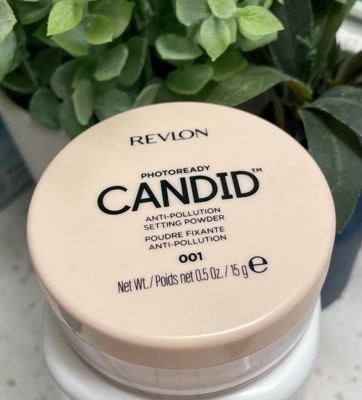 REVLON
PHOTOREADY
CANDID™
ANTI-POLLUTION
SETTING POWDER
POUDRE FIXANTE
ANTI-POLLUTION
001
Net Wt./Poids net 0.5 Oz./15 g ℮